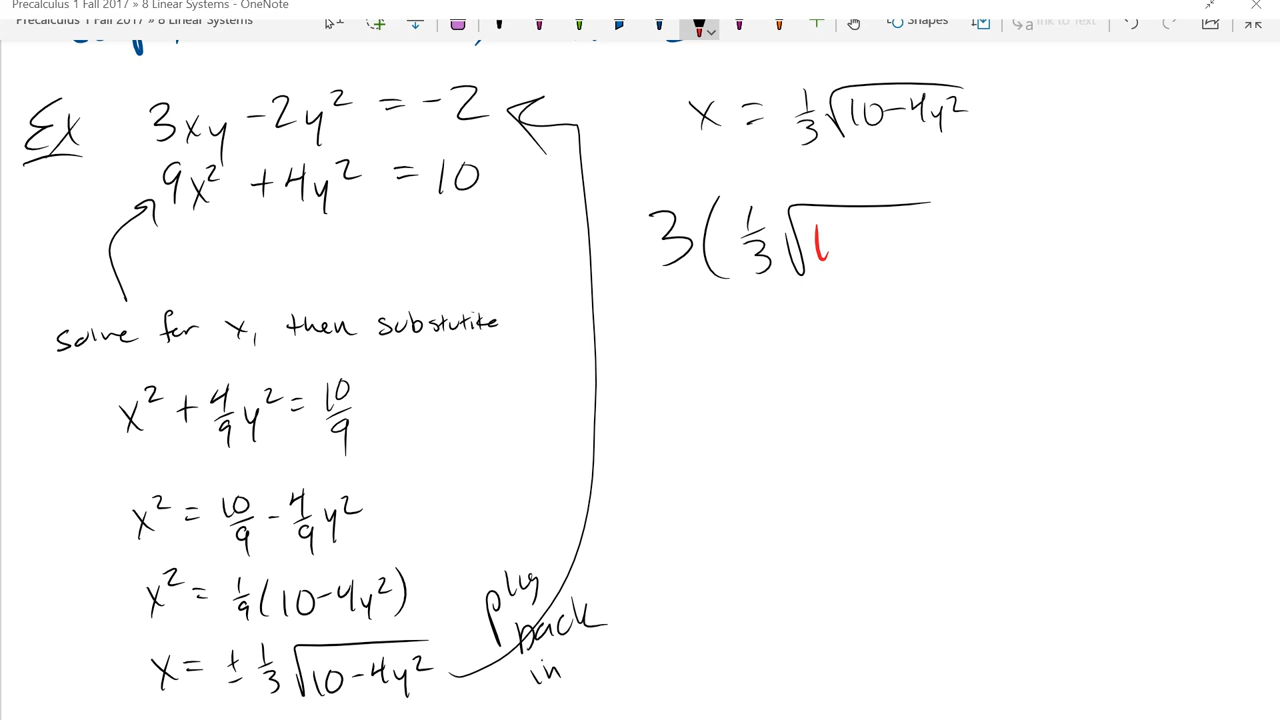 Precalculus 1 Fall 2017 » 8 Linear Systems - OneNote
Precalculus 1 Fall 2017 » 8 Linear Systems
Shapes
Ink to Text
Ex
3xy - 2y² = -2
9x² + 4y² = 10
solve for x, then substutite
x² + 4/9 y² = 10/9
x² = 10/9 - 4/9 y²
x² = 1/9 (10 - 4y²)
x = ± 1/3 √(10 - 4y²)
plug
back
in
x = 1/3 √(10 - 4y²)
3( 1/3 √